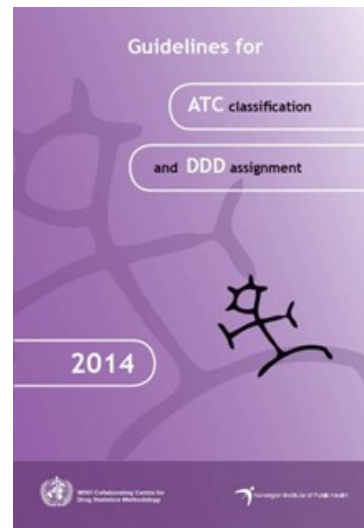 Guidelines for
ATC classification
and DDD assignment
2014
WHO Collaborating Centre for
Drug Statistics Methodology
Norwegian Institute of Public Health